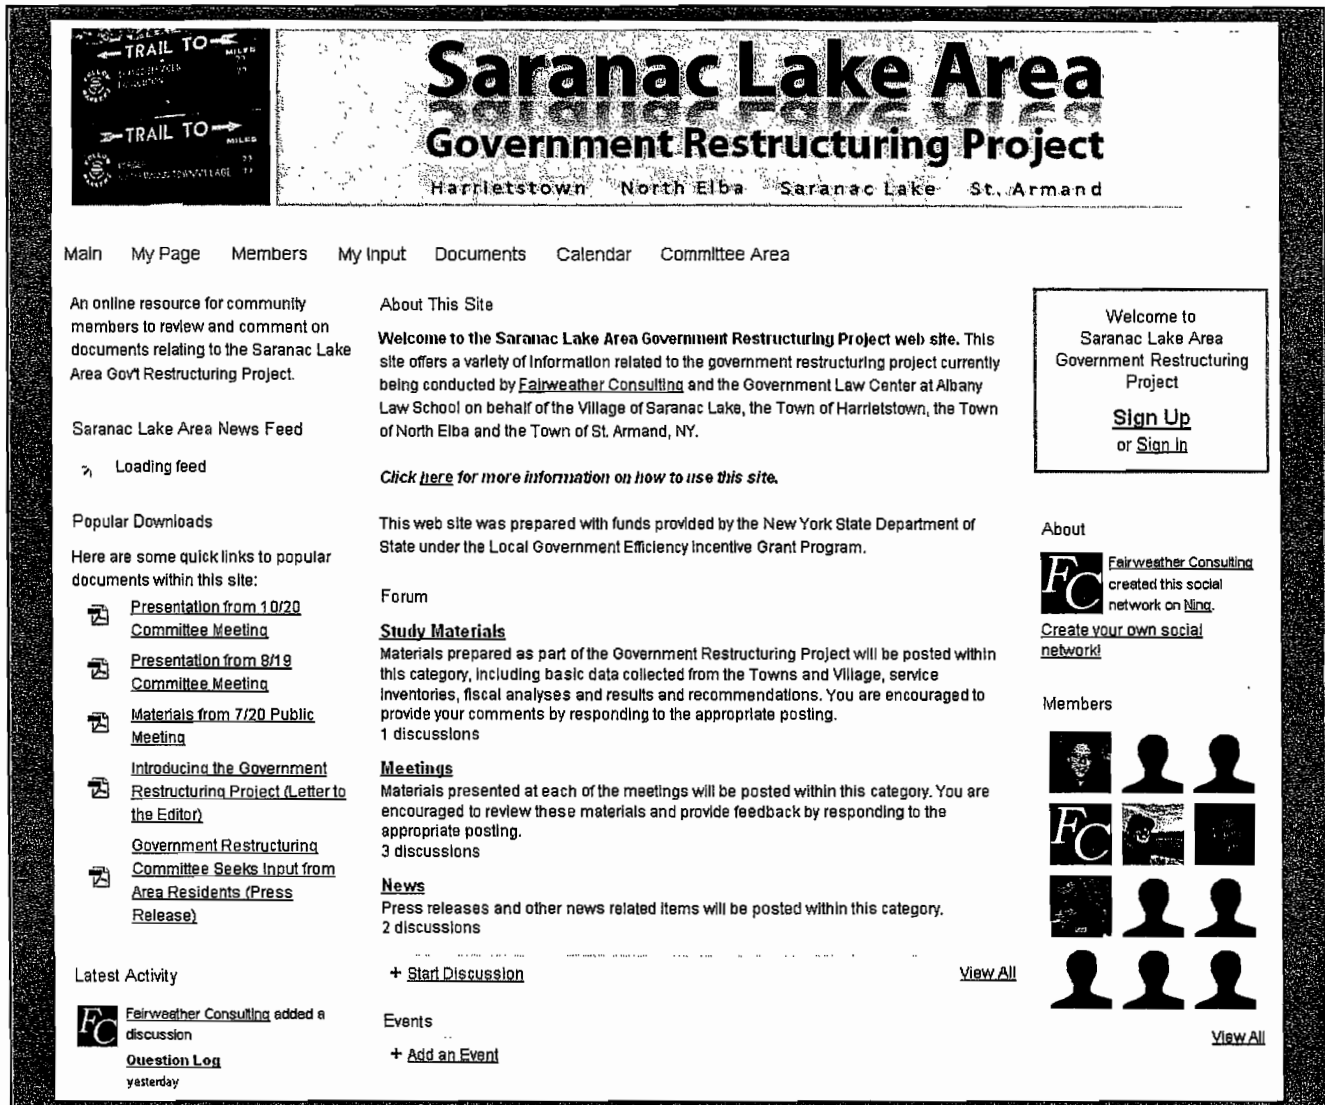 TRAIL TO
MILES
TRAIL TO
MILES
Saranac Lake Area
Government Restructuring Project
Harrietstown North Elba Saranac Lake St. Armand
Main My Page Members My Input Documents Calendar Committee Area
An online resource for community
members to review and comment on
documents relating to the Saranac Lake
Area Gov't Restructuring Project.
Saranac Lake Area News Feed
Loading feed
Popular Downloads
Here are some quick links to popular
documents within this site:
Presentation from 10/20
Committee Meeting
Presentation from 8/19
Committee Meeting
Materials from 7/20 Public
Meeting
Introducing the Government
Restructuring Project (Letter to
the Editor)
Government Restructuring
Committee Seeks Input from
Area Residents (Press
Release)
Latest Activity
FC
Fairweather Consulting added a
discussion
Question Log
yesterday
About This Site
Welcome to the Saranac Lake Area Government Restructuring Project web site. This
site offers a variety of information related to the government restructuring project currently
being conducted by Fairweather Consulting and the Government Law Center at Albany
Law School on behalf of the Village of Saranac Lake, the Town of Harrietstown, the Town
of North Elba and the Town of St. Armand, NY.
Click here for more information on how to use this site.
This web site was prepared with funds provided by the New York State Department of
State under the Local Government Efficiency Incentive Grant Program.
Forum
Study Materials
Materials prepared as part of the Government Restructuring Project will be posted within
this category, including basic data collected from the Towns and Village, service
inventories, fiscal analyses and results and recommendations. You are encouraged to
provide your comments by responding to the appropriate posting.
1 discussions
Meetings
Materials presented at each of the meetings will be posted within this category. You are
encouraged to review these materials and provide feedback by responding to the
appropriate posting.
3 discussions
News
Press releases and other news related items will be posted within this category.
2 discussions
+ Start Discussion View All
Events
+ Add an Event
Welcome to
Saranac Lake Area
Government Restructuring
Project
Sign Up
or Sign In
About
FC
Fairweather Consulting
created this social
network on Ning.
Create your own social
network!
Members
FC
View All